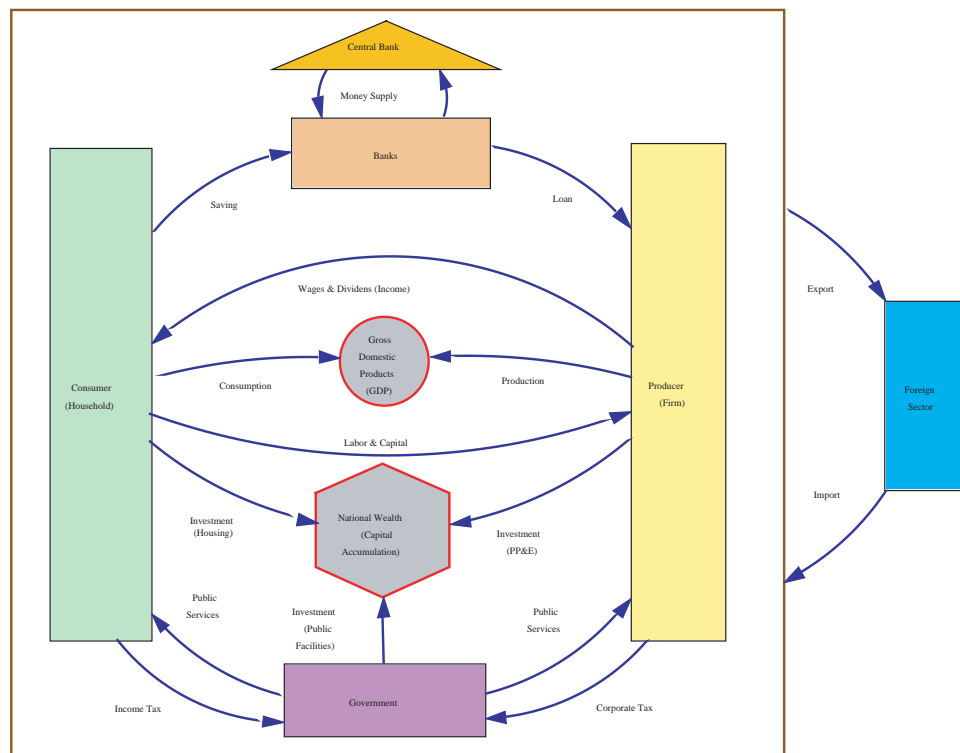 Central Bank
Money Supply
Banks
Saving
Loan
Wages & Dividens (Income)
Export
Gross
Domestic
Products
(GDP)
Consumption
Production
Consumer
(Household)
Producer
(Firm)
Foreign
Sector
Labor & Capital
National Wealth
(Capital
Accumulation)
Investment
(Housing)
Investment
(PP&E)
Import
Public
Services
Investment
(Public
Facilities)
Public
Services
Government
Income Tax
Corporate Tax